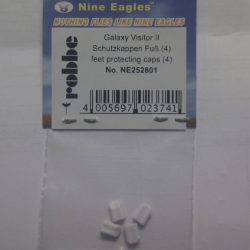 Nine Eagles™
NOTHING FLIES LIKE NINE EAGLES
robbe
Galaxy Visitor II
Schutzkappen Fuß (4)
feet protecting caps (4)
No. NE252801
4 005697 023741